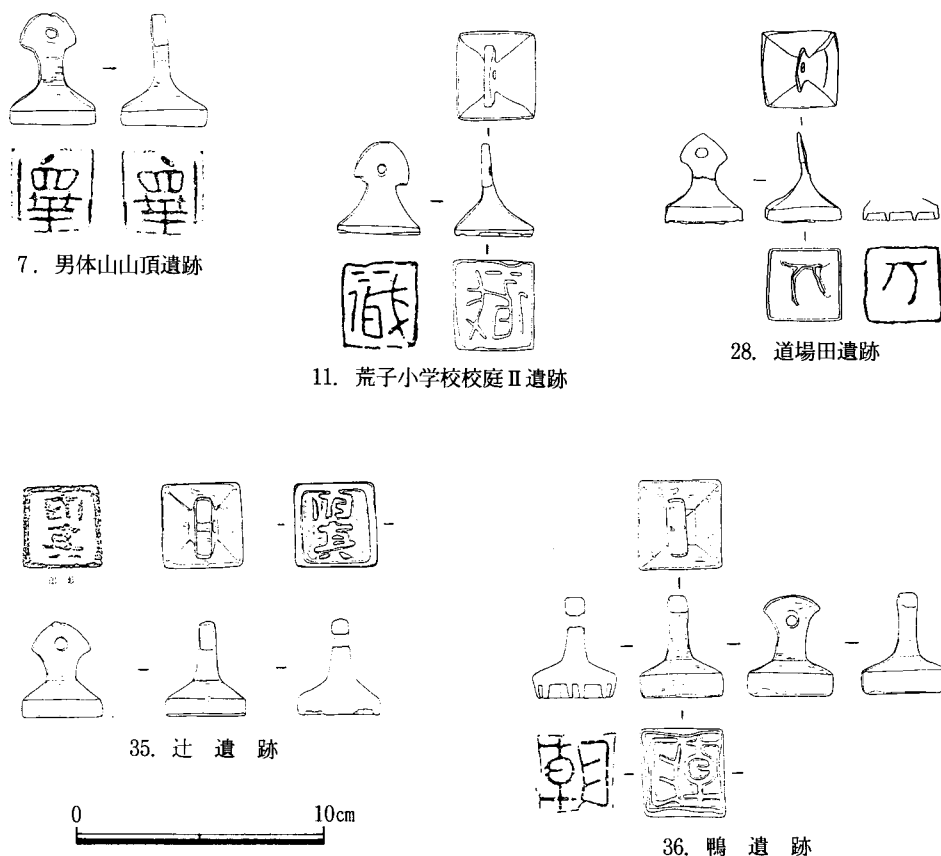 7. 男体山山頂遺跡
11. 荒子小学校校庭Ⅱ遺跡
28. 道場田遺跡
35. 辻 遺 跡
0 10cm
36. 鴨 遺 跡